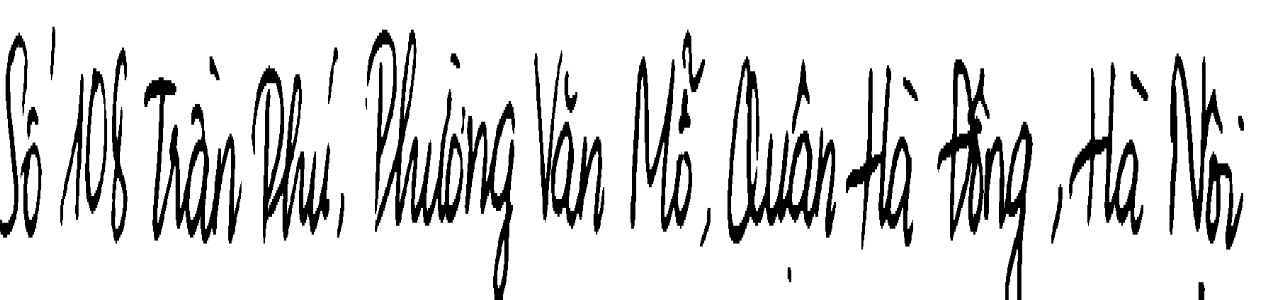 Số 108 Trần Phú, Phường Văn Mỗ, Quận Hà Đông, Hà Nội